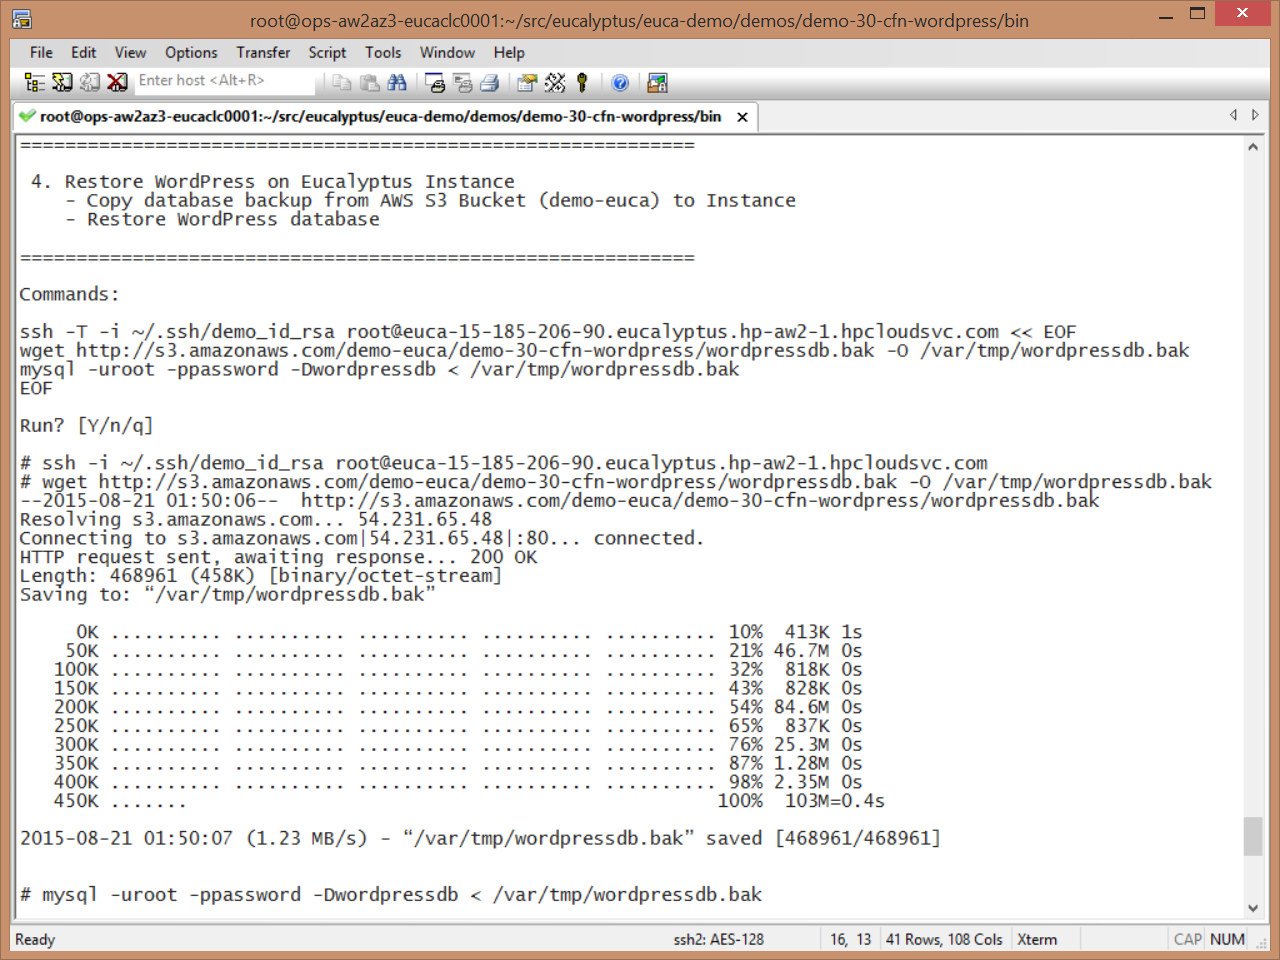 root@ops-aw2az3-eucaclc0001:~/src/eucalyptus/euca-demo/demos/demo-30-cfn-wordpress/bin
File Edit View Options Transfer Script Tools Window Help
Enter host <Alt+R>
root@ops-aw2az3-eucaclc0001:~/src/eucalyptus/euca-demo/demos/demo-30-cfn-wordpress/bin
============================================================
 4. Restore WordPress on Eucalyptus Instance
    - Copy database backup from AWS S3 Bucket (demo-euca) to Instance
    - Restore WordPress database
============================================================
Commands:
ssh -T -i ~/.ssh/demo_id_rsa root@euca-15-185-206-90.eucalyptus.hp-aw2-1.hpcloudsvc.com << EOF
wget http://s3.amazonaws.com/demo-euca/demo-30-cfn-wordpress/wordpressdb.bak -O /var/tmp/wordpressdb.bak
mysql -uroot -ppassword -Dwordpressdb < /var/tmp/wordpressdb.bak
EOF
Run? [Y/n/q]
# ssh -i ~/.ssh/demo_id_rsa root@euca-15-185-206-90.eucalyptus.hp-aw2-1.hpcloudsvc.com
# wget http://s3.amazonaws.com/demo-euca/demo-30-cfn-wordpress/wordpressdb.bak -O /var/tmp/wordpressdb.bak
--2015-08-21 01:50:06--  http://s3.amazonaws.com/demo-euca/demo-30-cfn-wordpress/wordpressdb.bak
Resolving s3.amazonaws.com... 54.231.65.48
Connecting to s3.amazonaws.com|54.231.65.48|:80... connected.
HTTP request sent, awaiting response... 200 OK
Length: 468961 (458K) [binary/octet-stream]
Saving to: “/var/tmp/wordpressdb.bak”
     0K .......... .......... .......... .......... .......... 10%  413K 1s
    50K .......... .......... .......... .......... .......... 21% 46.7M 0s
   100K .......... .......... .......... .......... .......... 32%  818K 0s
   150K .......... .......... .......... .......... .......... 43%  828K 0s
   200K .......... .......... .......... .......... .......... 54% 84.6M 0s
   250K .......... .......... .......... .......... .......... 65%  837K 0s
   300K .......... .......... .......... .......... .......... 76% 25.3M 0s
   350K .......... .......... .......... .......... .......... 87% 1.28M 0s
   400K .......... .......... .......... .......... .......... 98% 2.35M 0s
   450K .......                                               100%  103M=0.4s
2015-08-21 01:50:07 (1.23 MB/s) - “/var/tmp/wordpressdb.bak” saved [468961/468961]
# mysql -uroot -ppassword -Dwordpressdb < /var/tmp/wordpressdb.bak
Ready ssh2: AES-128 16, 13 41 Rows, 108 Cols Xterm CAP NUM